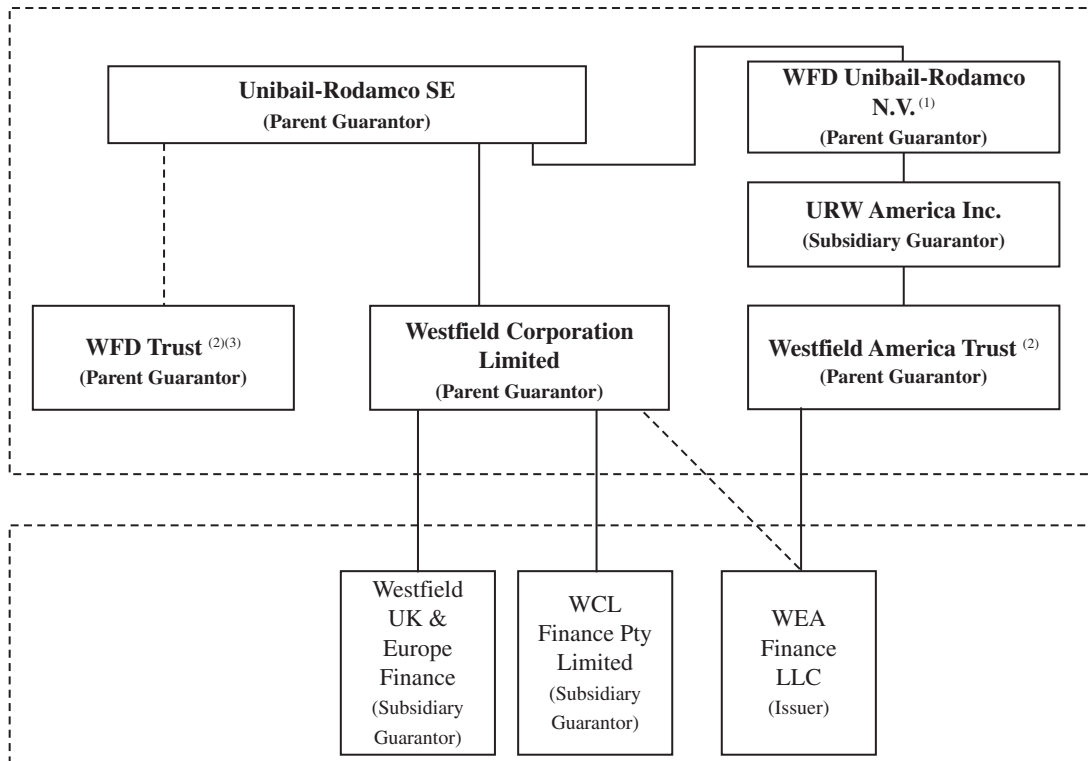 Unibail-Rodamco SE
(Parent Guarantor)
WFD Unibail-Rodamco
N.V. (1)
(Parent Guarantor)
URW America Inc.
(Subsidiary Guarantor)
WFD Trust (2)(3)
(Parent Guarantor)
Westfield Corporation
Limited
(Parent Guarantor)
Westfield America Trust (2)
(Parent Guarantor)
Westfield
UK &
Europe
Finance
(Subsidiary
Guarantor)
WCL
Finance Pty
Limited
(Subsidiary
Guarantor)
WEA
Finance
LLC
(Issuer)